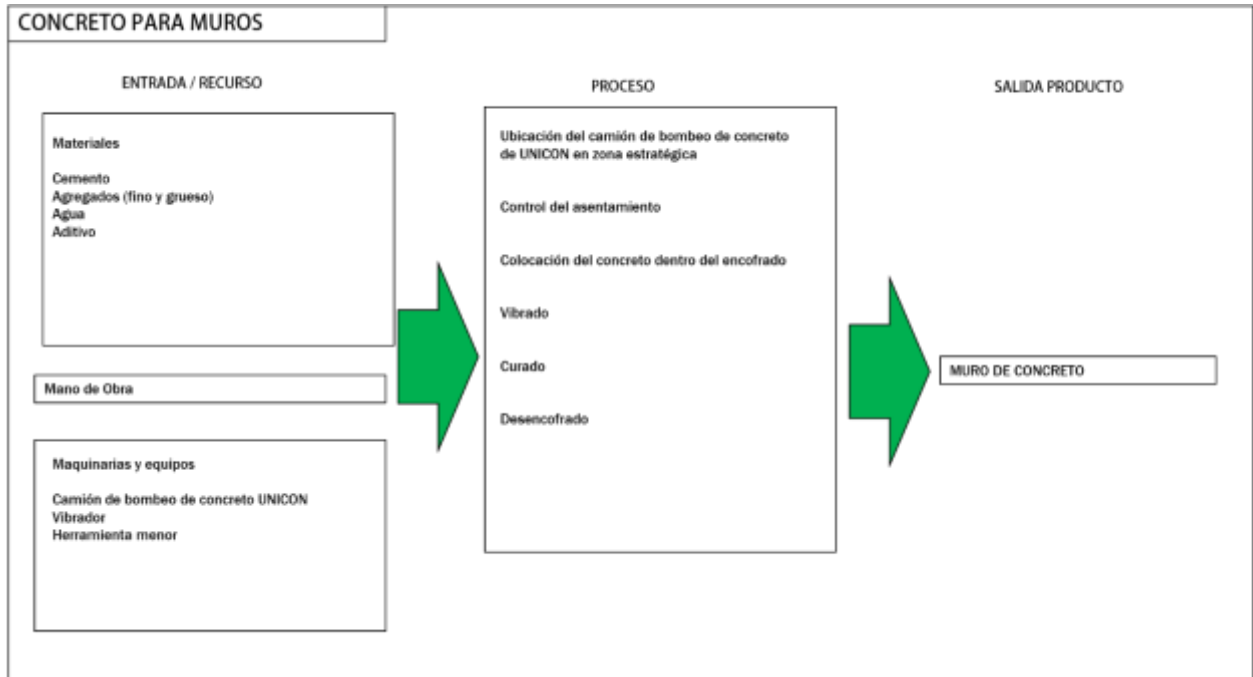 CONCRETO PARA MUROS
ENTRADA / RECURSO
Materiales
Cemento
Agregados (fino y grueso)
Agua
Aditivo
Mano de Obra
Maquinarias y equipos
Camión de bombeo de concreto UNICON
Vibrador
Herramienta menor
PROCESO
Ubicación del camión de bombeo de concreto
de UNICON en zona estratégica
Control del asentamiento
Colocación del concreto dentro del encofrado
Vibrado
Curado
Desencofrado
SALIDA PRODUCTO
MURO DE CONCRETO